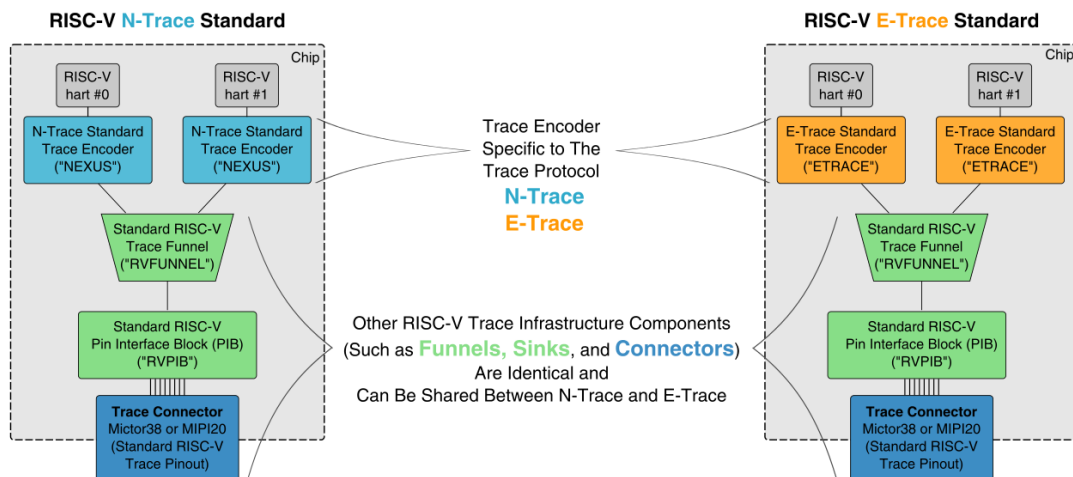 RISC-V N-Trace Standard
Chip
RISC-V
hart #0
RISC-V
hart #1
N-Trace Standard
Trace Encoder
("NEXUS")
N-Trace Standard
Trace Encoder
("NEXUS")
Standard RISC-V
Trace Funnel
("RVFUNNEL")
Standard RISC-V
Pin Interface Block (PIB)
("RVPIB")
Trace Connector
Mictor38 or MIPI20
(Standard RISC-V
Trace Pinout)
Trace Encoder
Specific to The
Trace Protocol
N-Trace
E-Trace
Other RISC-V Trace Infrastructure Components
(Such as Funnels, Sinks, and Connectors)
Are Identical and
Can Be Shared Between N-Trace and E-Trace
RISC-V E-Trace Standard
Chip
RISC-V
hart #0
RISC-V
hart #1
E-Trace Standard
Trace Encoder
("ETRACE")
E-Trace Standard
Trace Encoder
("ETRACE")
Standard RISC-V
Trace Funnel
("RVFUNNEL")
Standard RISC-V
Pin Interface Block (PIB)
("RVPIB")
Trace Connector
Mictor38 or MIPI20
(Standard RISC-V
Trace Pinout)